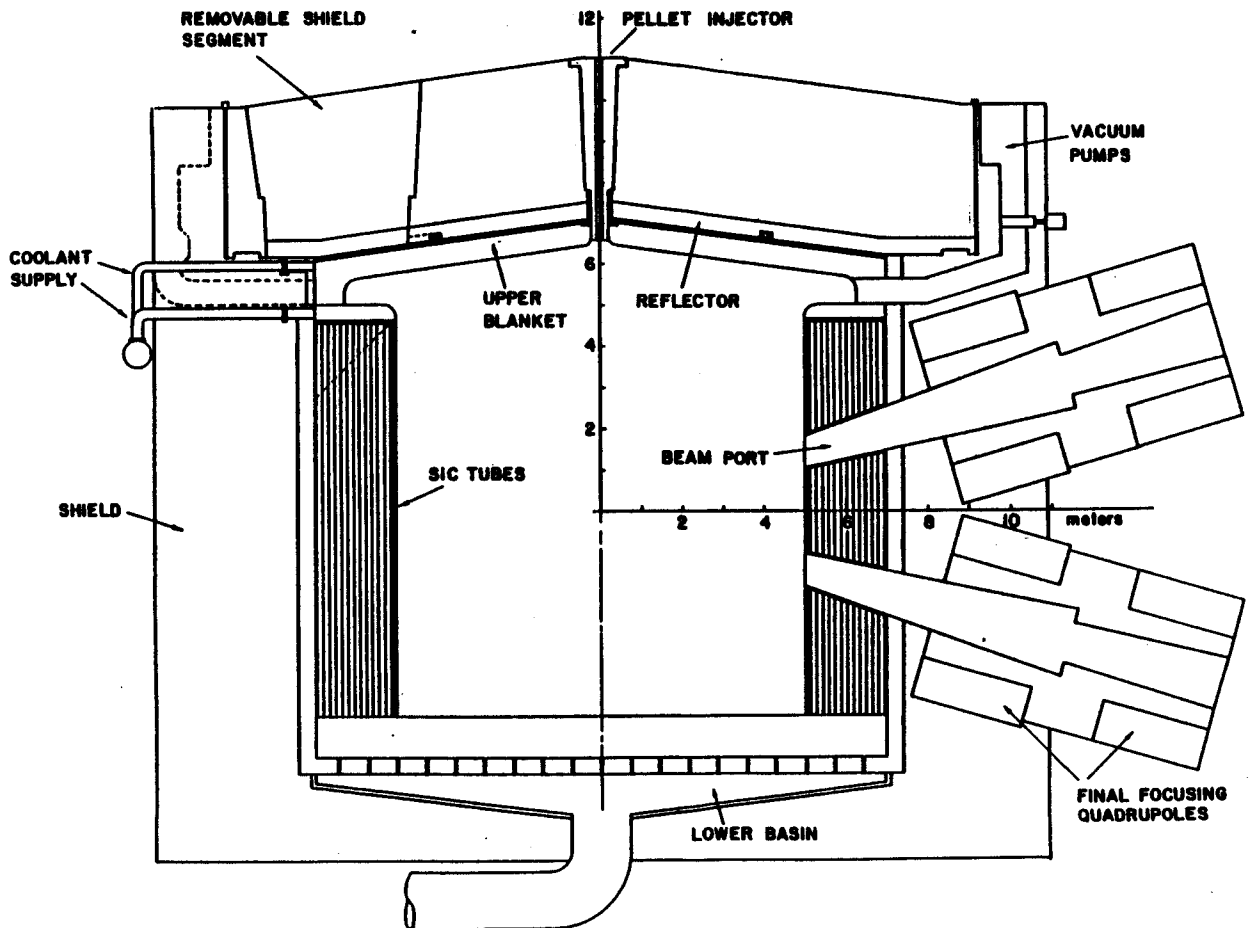 REMOVABLE SHIELD
SEGMENT
12
PELLET INJECTOR
VACUUM
PUMPS
COOLANT
SUPPLY
6
UPPER
BLANKET
REFLECTOR
4
2
BEAM PORT
SiC TUBES
SHIELD
2 4 6 8 10 meters
FINAL FOCUSING
QUADRUPOLES
LOWER BASIN